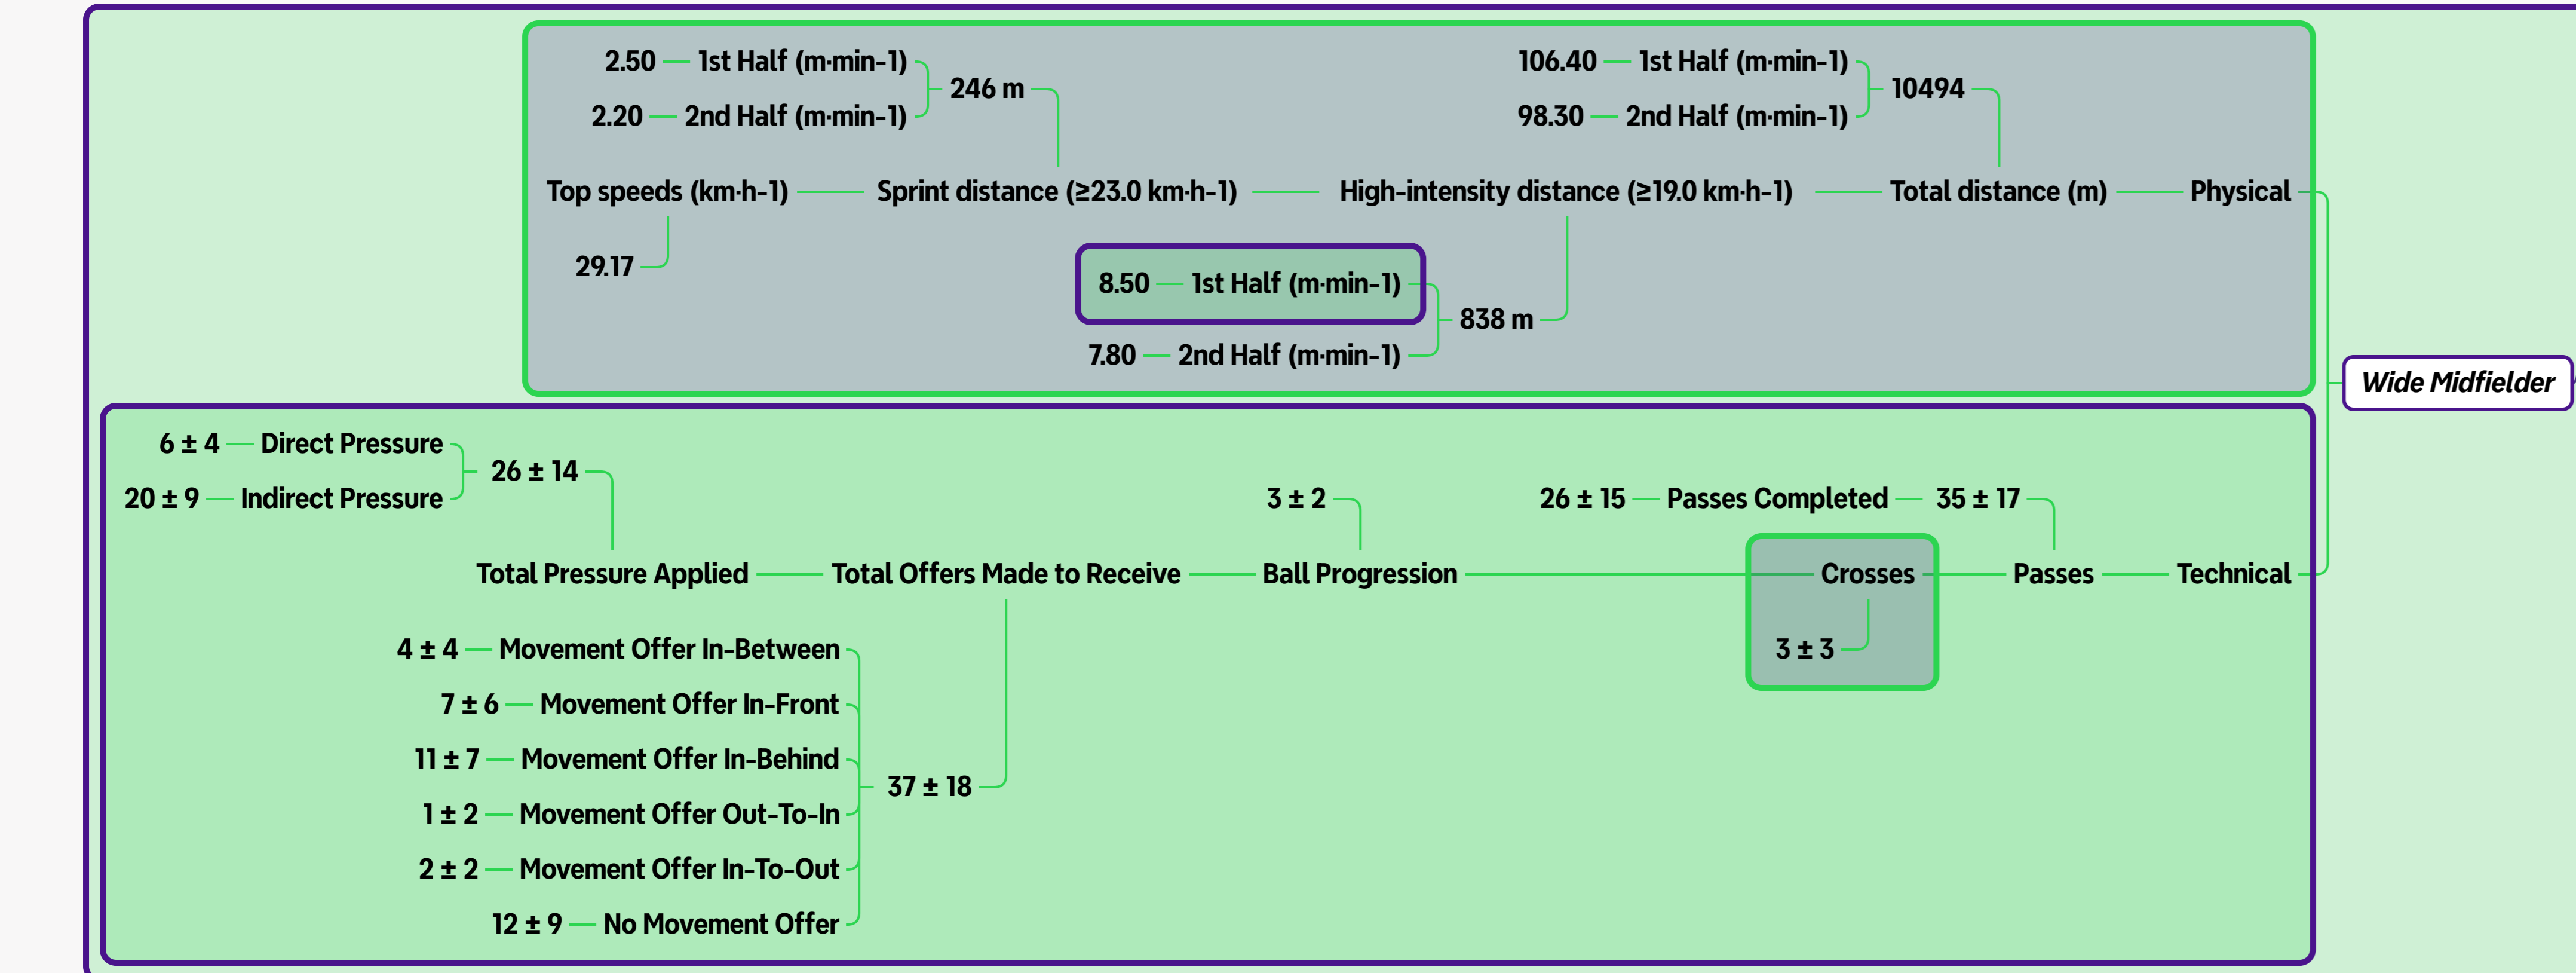 2.50 1st Half (m·min-1)
2.20 2nd Half (m·min-1)
246 m
106.40 1st Half (m·min-1)
98.30 2nd Half (m·min-1)
10494
Top speeds (km·h-1) Sprint distance (≥23.0 km·h-1) High-intensity distance (≥19.0 km·h-1) Total distance (m) Physical
29.17
8.50 1st Half (m·min-1)
7.80 2nd Half (m·min-1)
838 m
Wide Midfielder
6 ± 4 Direct Pressure
20 ± 9 Indirect Pressure
26 ± 14
3 ± 2
26 ± 15 Passes Completed 35 ± 17
Total Pressure Applied Total Offers Made to Receive Ball Progression Crosses Passes Technical
3 ± 3
4 ± 4 Movement Offer In-Between
7 ± 6 Movement Offer In-Front
11 ± 7 Movement Offer In-Behind
1 ± 2 Movement Offer Out-To-In
2 ± 2 Movement Offer In-To-Out
12 ± 9 No Movement Offer
37 ± 18